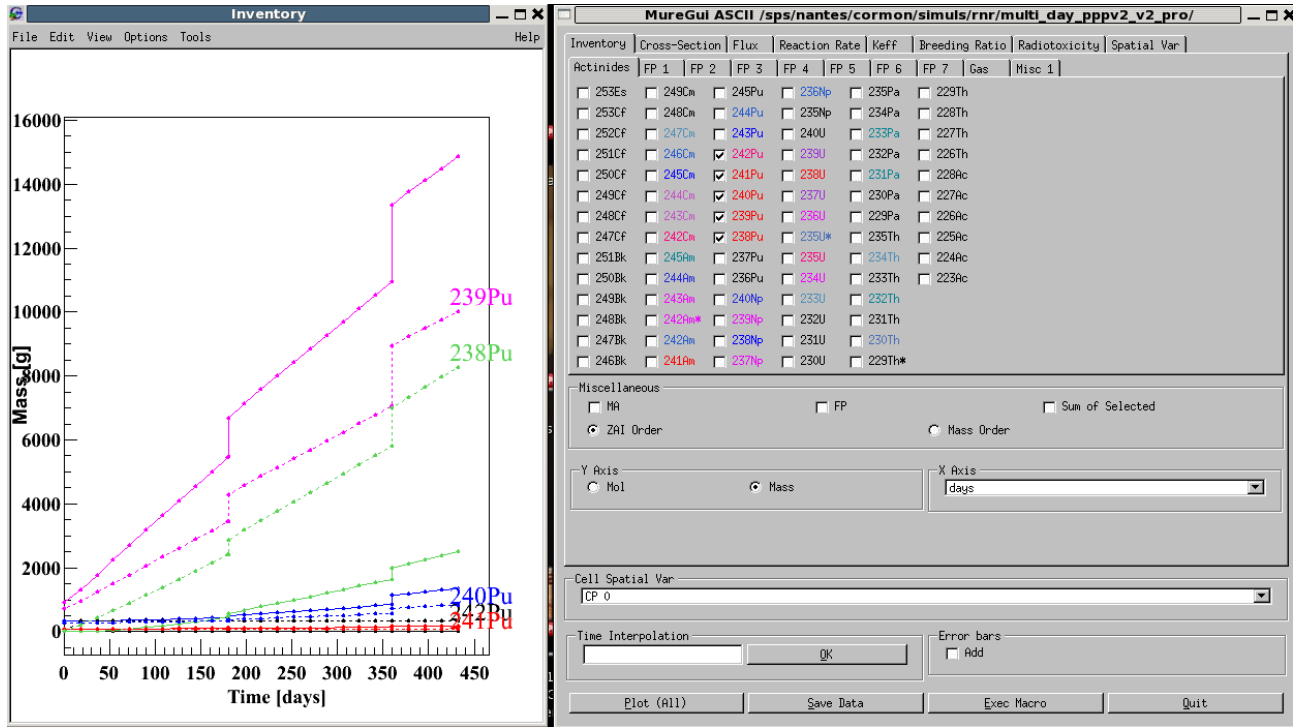 Inventory
File Edit View Options Tools Help
16000
14000
12000
10000
8000
6000
4000
2000
0
Mass [g]
239Pu
238Pu
240Pu
242Pu
241Pu
0 50 100 150 200 250 300 350 400 450
Time [days]
MureGui ASCII /sps/nantes/cormon/simuls/rnr/multi_day_pppv2_v2_pro/
Inventory Cross-Section Flux Reaction Rate Keff Breeding Ratio Radiotoxicity Spatial Var
Actinides FP 1 FP 2 FP 3 FP 4 FP 5 FP 6 FP 7 Gas Misc 1
253Es 249Cm 245Pu 236Np 235Pa 229Th
253Cf 248Cm 244Pu 235Np 234Pa 228Th
252Cf 247Cm 243Pu 240U 233Pa 227Th
251Cf 246Cm 242Pu 239U 232Pa 226Th
250Cf 245Cm 241Pu 238U 231Pa 228Ac
249Cf 244Cm 240Pu 237U 230Pa 227Ac
248Cf 243Cm 239Pu 236U 229Pa 226Ac
247Cf 242Cm 238Pu 235U* 235Th 225Ac
251Bk 245Am 237Pu 235U 234Th 224Ac
250Bk 244Am 236Pu 234U 233Th 223Ac
249Bk 243Am 240Np 233U 232Th
248Bk 242Am* 239Np 232U 231Th
247Bk 242Am 238Np 231U 230Th
246Bk 241Am 237Np 230U 229Th*
Miscellaneous
MA FP Sum of Selected
ZAI Order Mass Order
Y Axis X Axis
Mol Mass days
Cell Spatial Var
CP 0
Time Interpolation Error bars
OK Add
Plot (All) Save Data Exec Macro Quit